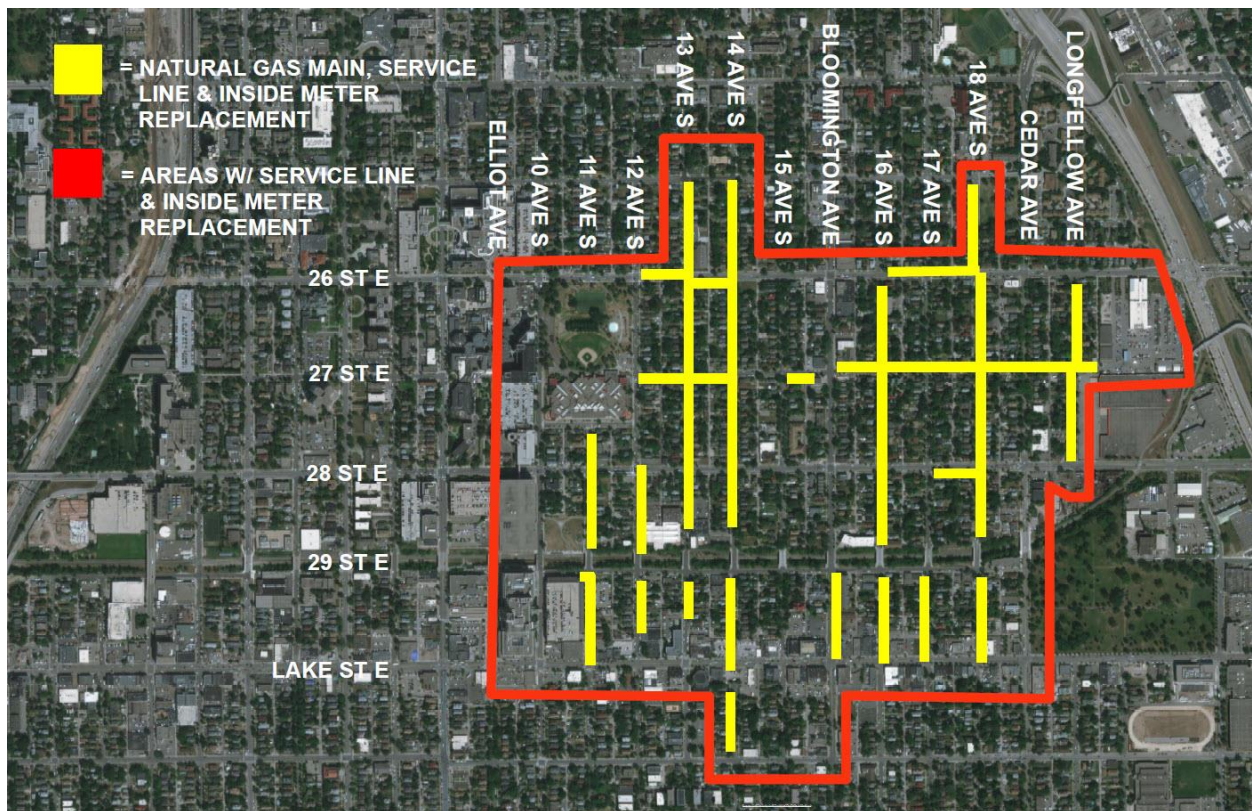 = NATURAL GAS MAIN, SERVICE
LINE & INSIDE METER
REPLACEMENT
= AREAS W/ SERVICE LINE
& INSIDE METER
REPLACEMENT
ELLIOT AVE
10 AVE S
11 AVE S
12 AVE S
13 AVE S
14 AVE S
15 AVE S
BLOOMINGTON AVE
16 AVE S
17 AVE S
18 AVE S
CEDAR AVE
LONGFELLOW AVE
26 ST E
27 ST E
28 ST E
29 ST E
LAKE ST E